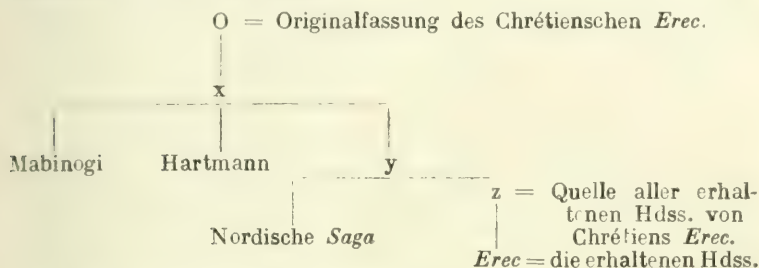 O = Originalfassung des Chrétienschen Erec.
x
Mabinogi Hartmann y
z = Quelle aller erhal-
tenen Hdss. von
Nordische Saga Chrétiens Erec.
Erec = die erhaltenen Hdss.